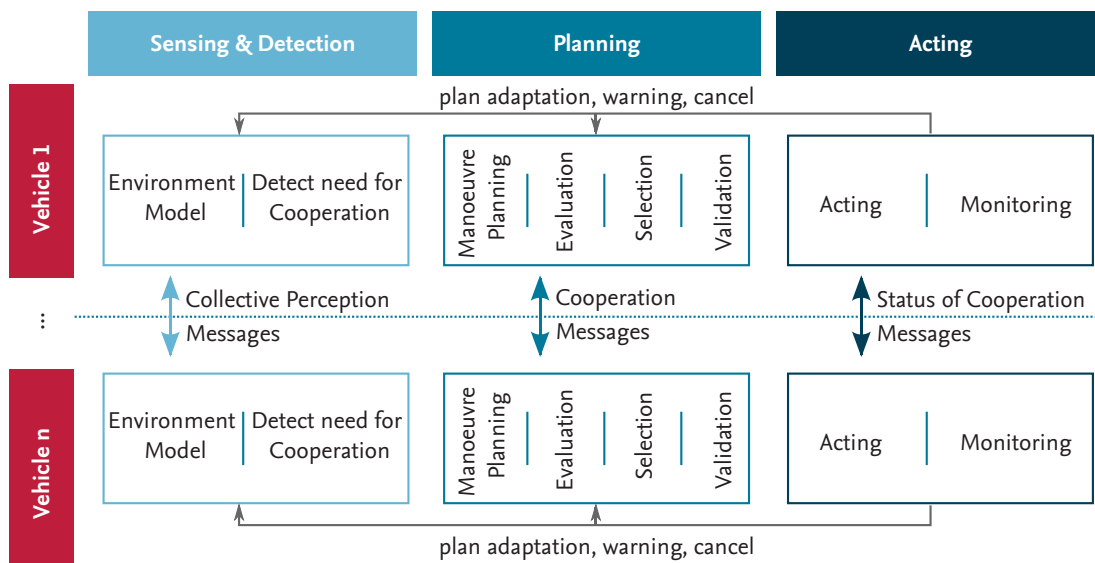 Sensing & Detection
Planning
Acting
Vehicle 1
plan adaptation, warning, cancel
Environment
Model
Detect need for
Cooperation
Manoeuvre
Planning
Evaluation
Selection
Validation
Acting
Monitoring
...
Collective Perception
Messages
Cooperation
Messages
Status of Cooperation
Messages
Vehicle n
Environment
Model
Detect need for
Cooperation
Manoeuvre
Planning
Evaluation
Selection
Validation
Acting
Monitoring
plan adaptation, warning, cancel